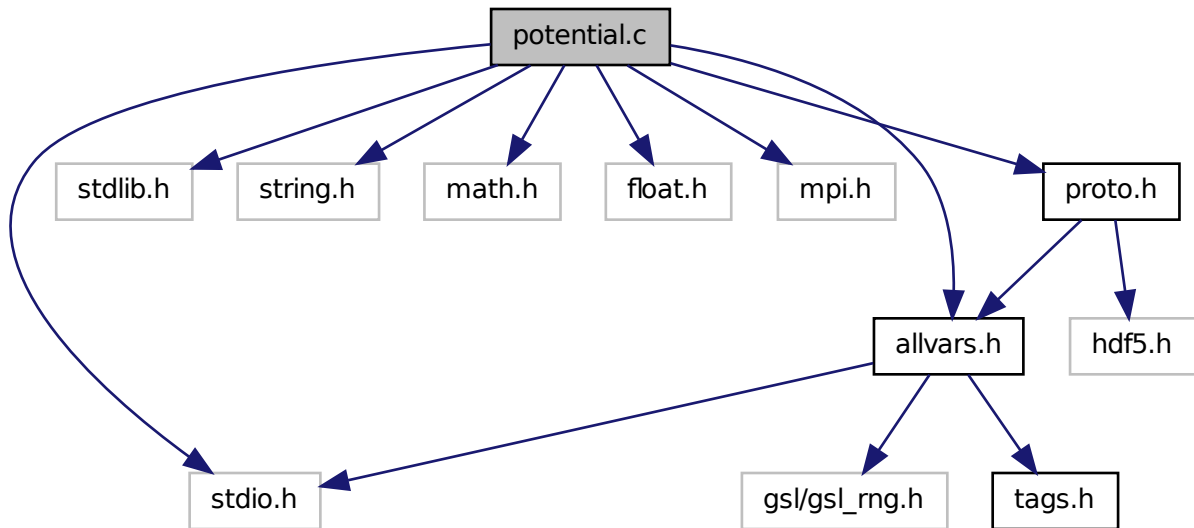 potential.c
stdlib.h
string.h
math.h
float.h
mpi.h
proto.h
allvars.h
hdf5.h
stdio.h
gsl/gsl_rng.h
tags.h